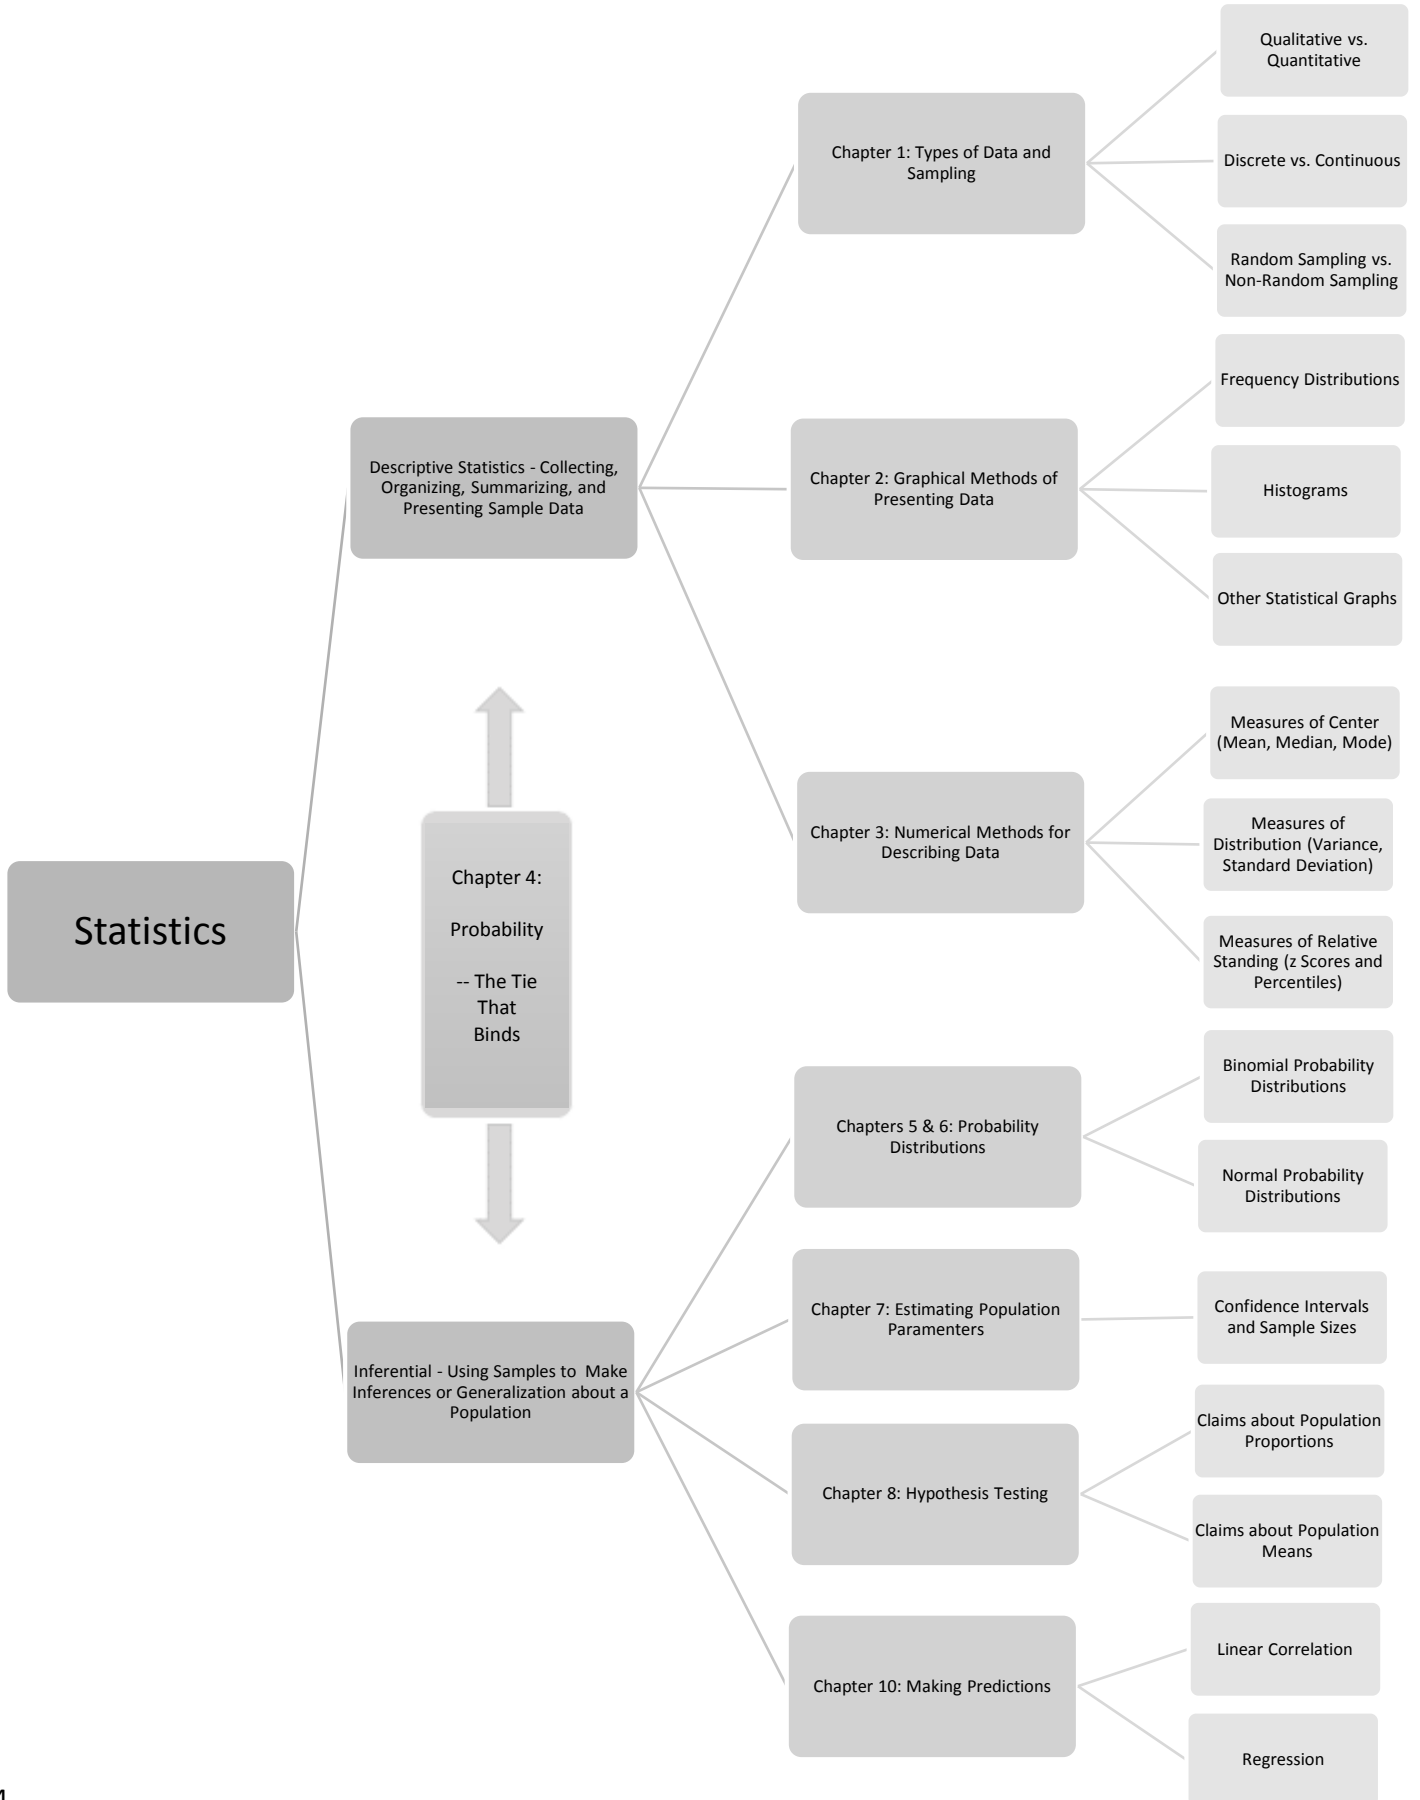 Statistics
Descriptive Statistics - Collecting,
Organizing, Summarizing, and
Presenting Sample Data
Chapter 1: Types of Data and
Sampling
Qualitative vs.
Quantitative
Discrete vs. Continuous
Random Sampling vs.
Non-Random Sampling
Chapter 2: Graphical Methods of
Presenting Data
Frequency Distributions
Histograms
Other Statistical Graphs
Chapter 3: Numerical Methods for
Describing Data
Measures of Center
(Mean, Median, Mode)
Measures of
Distribution (Variance,
Standard Deviation)
Measures of Relative
Standing (z Scores and
Percentiles)
Chapter 4:
Probability
-- The Tie
That
Binds
Inferential - Using Samples to  Make
Inferences or Generalization about a
Population
Chapters 5 & 6: Probability
Distributions
Binomial Probability
Distributions
Normal Probability
Distributions
Chapter 7: Estimating Population
Paramenters
Confidence Intervals
and Sample Sizes
Chapter 8: Hypothesis Testing
Claims about Population
Proportions
Claims about Population
Means
Chapter 10: Making Predictions
Linear Correlation
Regression